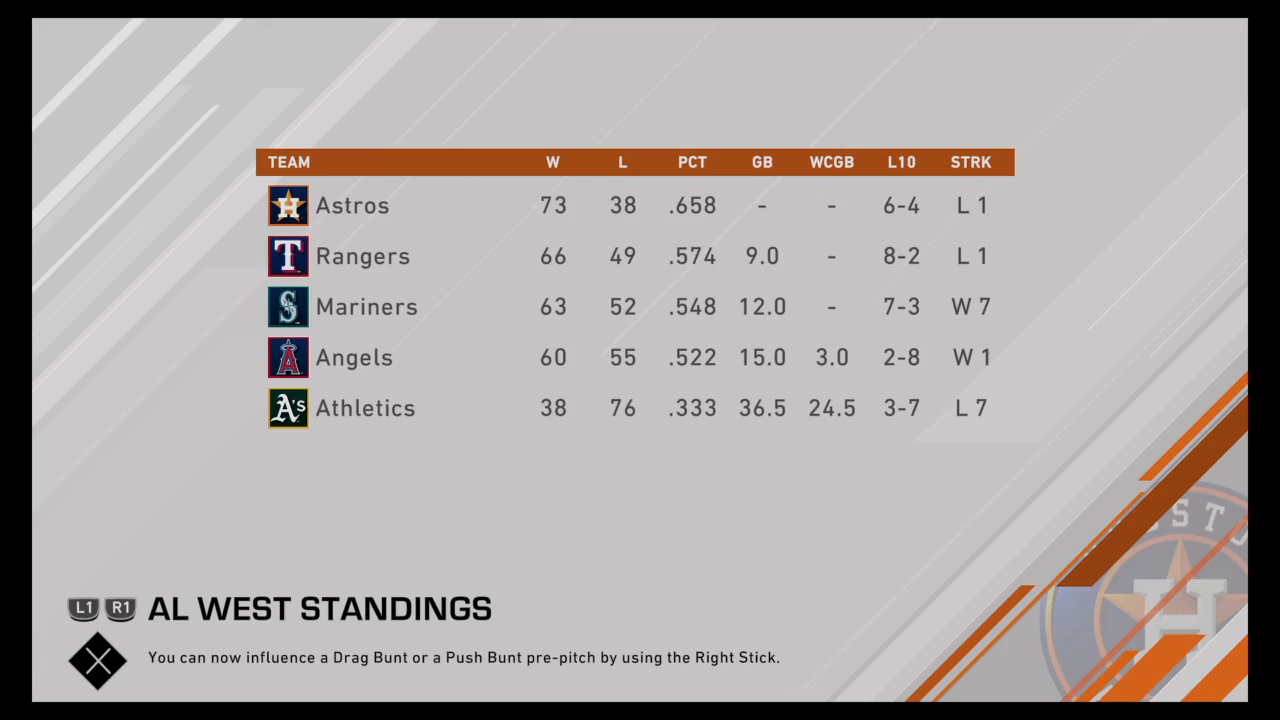 TEAM W L PCT GB WCGB L10 STRK
H Astros 73 38 .658 - - 6-4 L 1
T Rangers 66 49 .574 9.0 - 8-2 L 1
S Mariners 63 52 .548 12.0 - 7-3 W 7
A Angels 60 55 .522 15.0 3.0 2-8 W 1
A's Athletics 38 76 .333 36.5 24.5 3-7 L 7
L1 R1 AL WEST STANDINGS
You can now influence a Drag Bunt or a Push Bunt pre-pitch by using the Right Stick.
STO
H